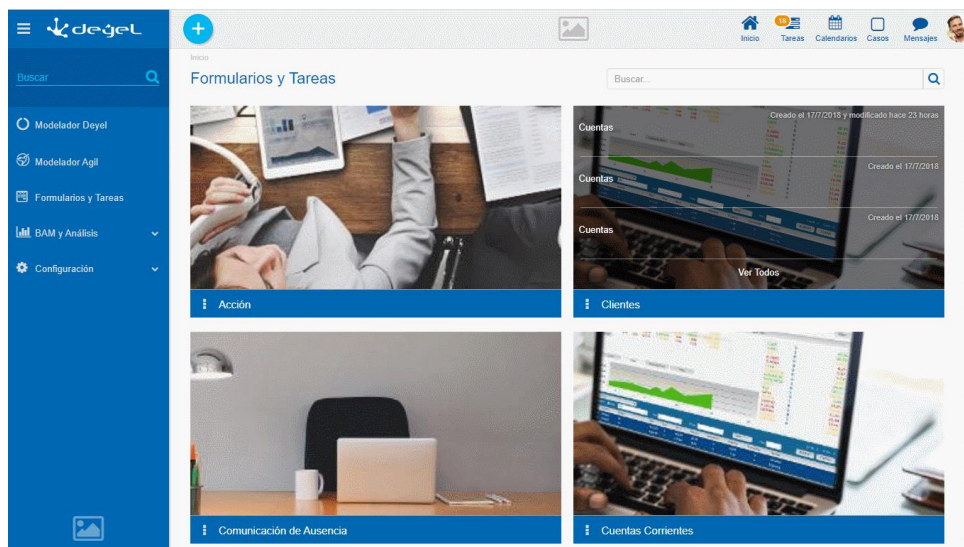 deyel
Inicio
18
Tareas
Calendarios
Casos
Mensajes
Buscar
Modelador Deyel
Modelador Agil
Formularios y Tareas
BAM y Análisis
Configuración
Inicio
Formularios y Tareas
Buscar...
Creado el 17/7/2018 y modificado hace 23 horas
Cuentas
Creado el 17/7/2018
Cuentas
Creado el 17/7/2018
Cuentas
Ver Todos
Acción
Clientes
Comunicación de Ausencia
Cuentas Corrientes